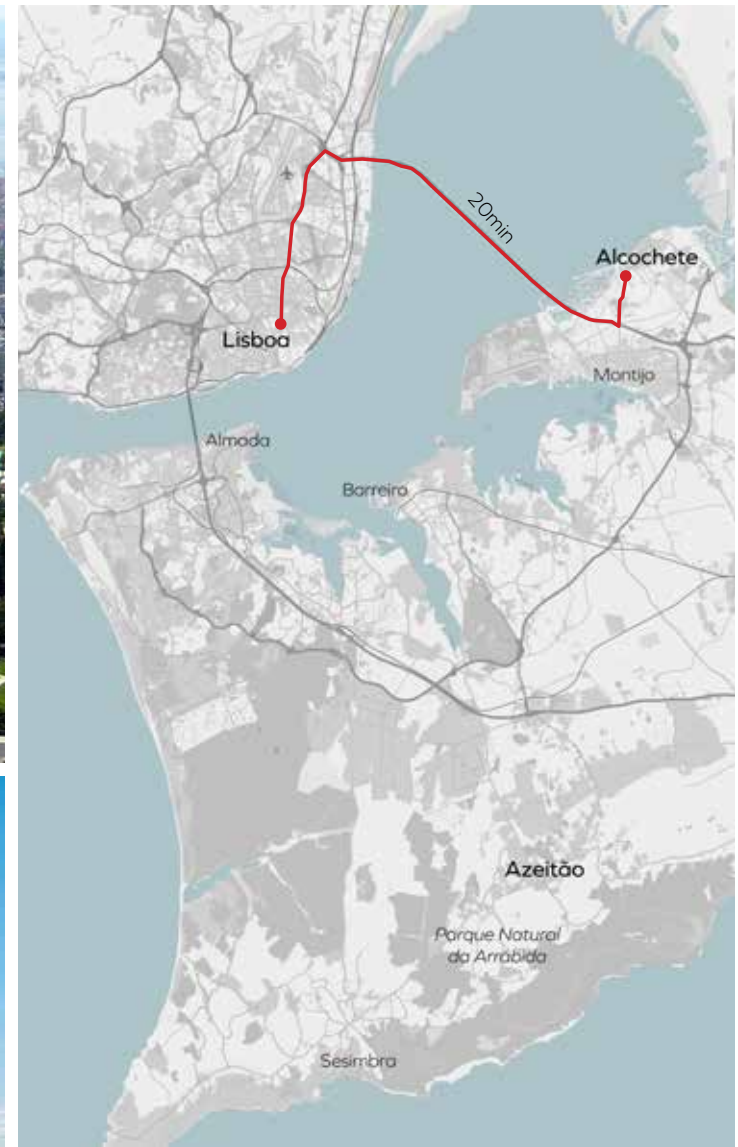 20min
Alcochete
Lisboa
Montijo
Almada
Barreiro
Azeitão
Parque Natural
da Arrábida
Sesimbra